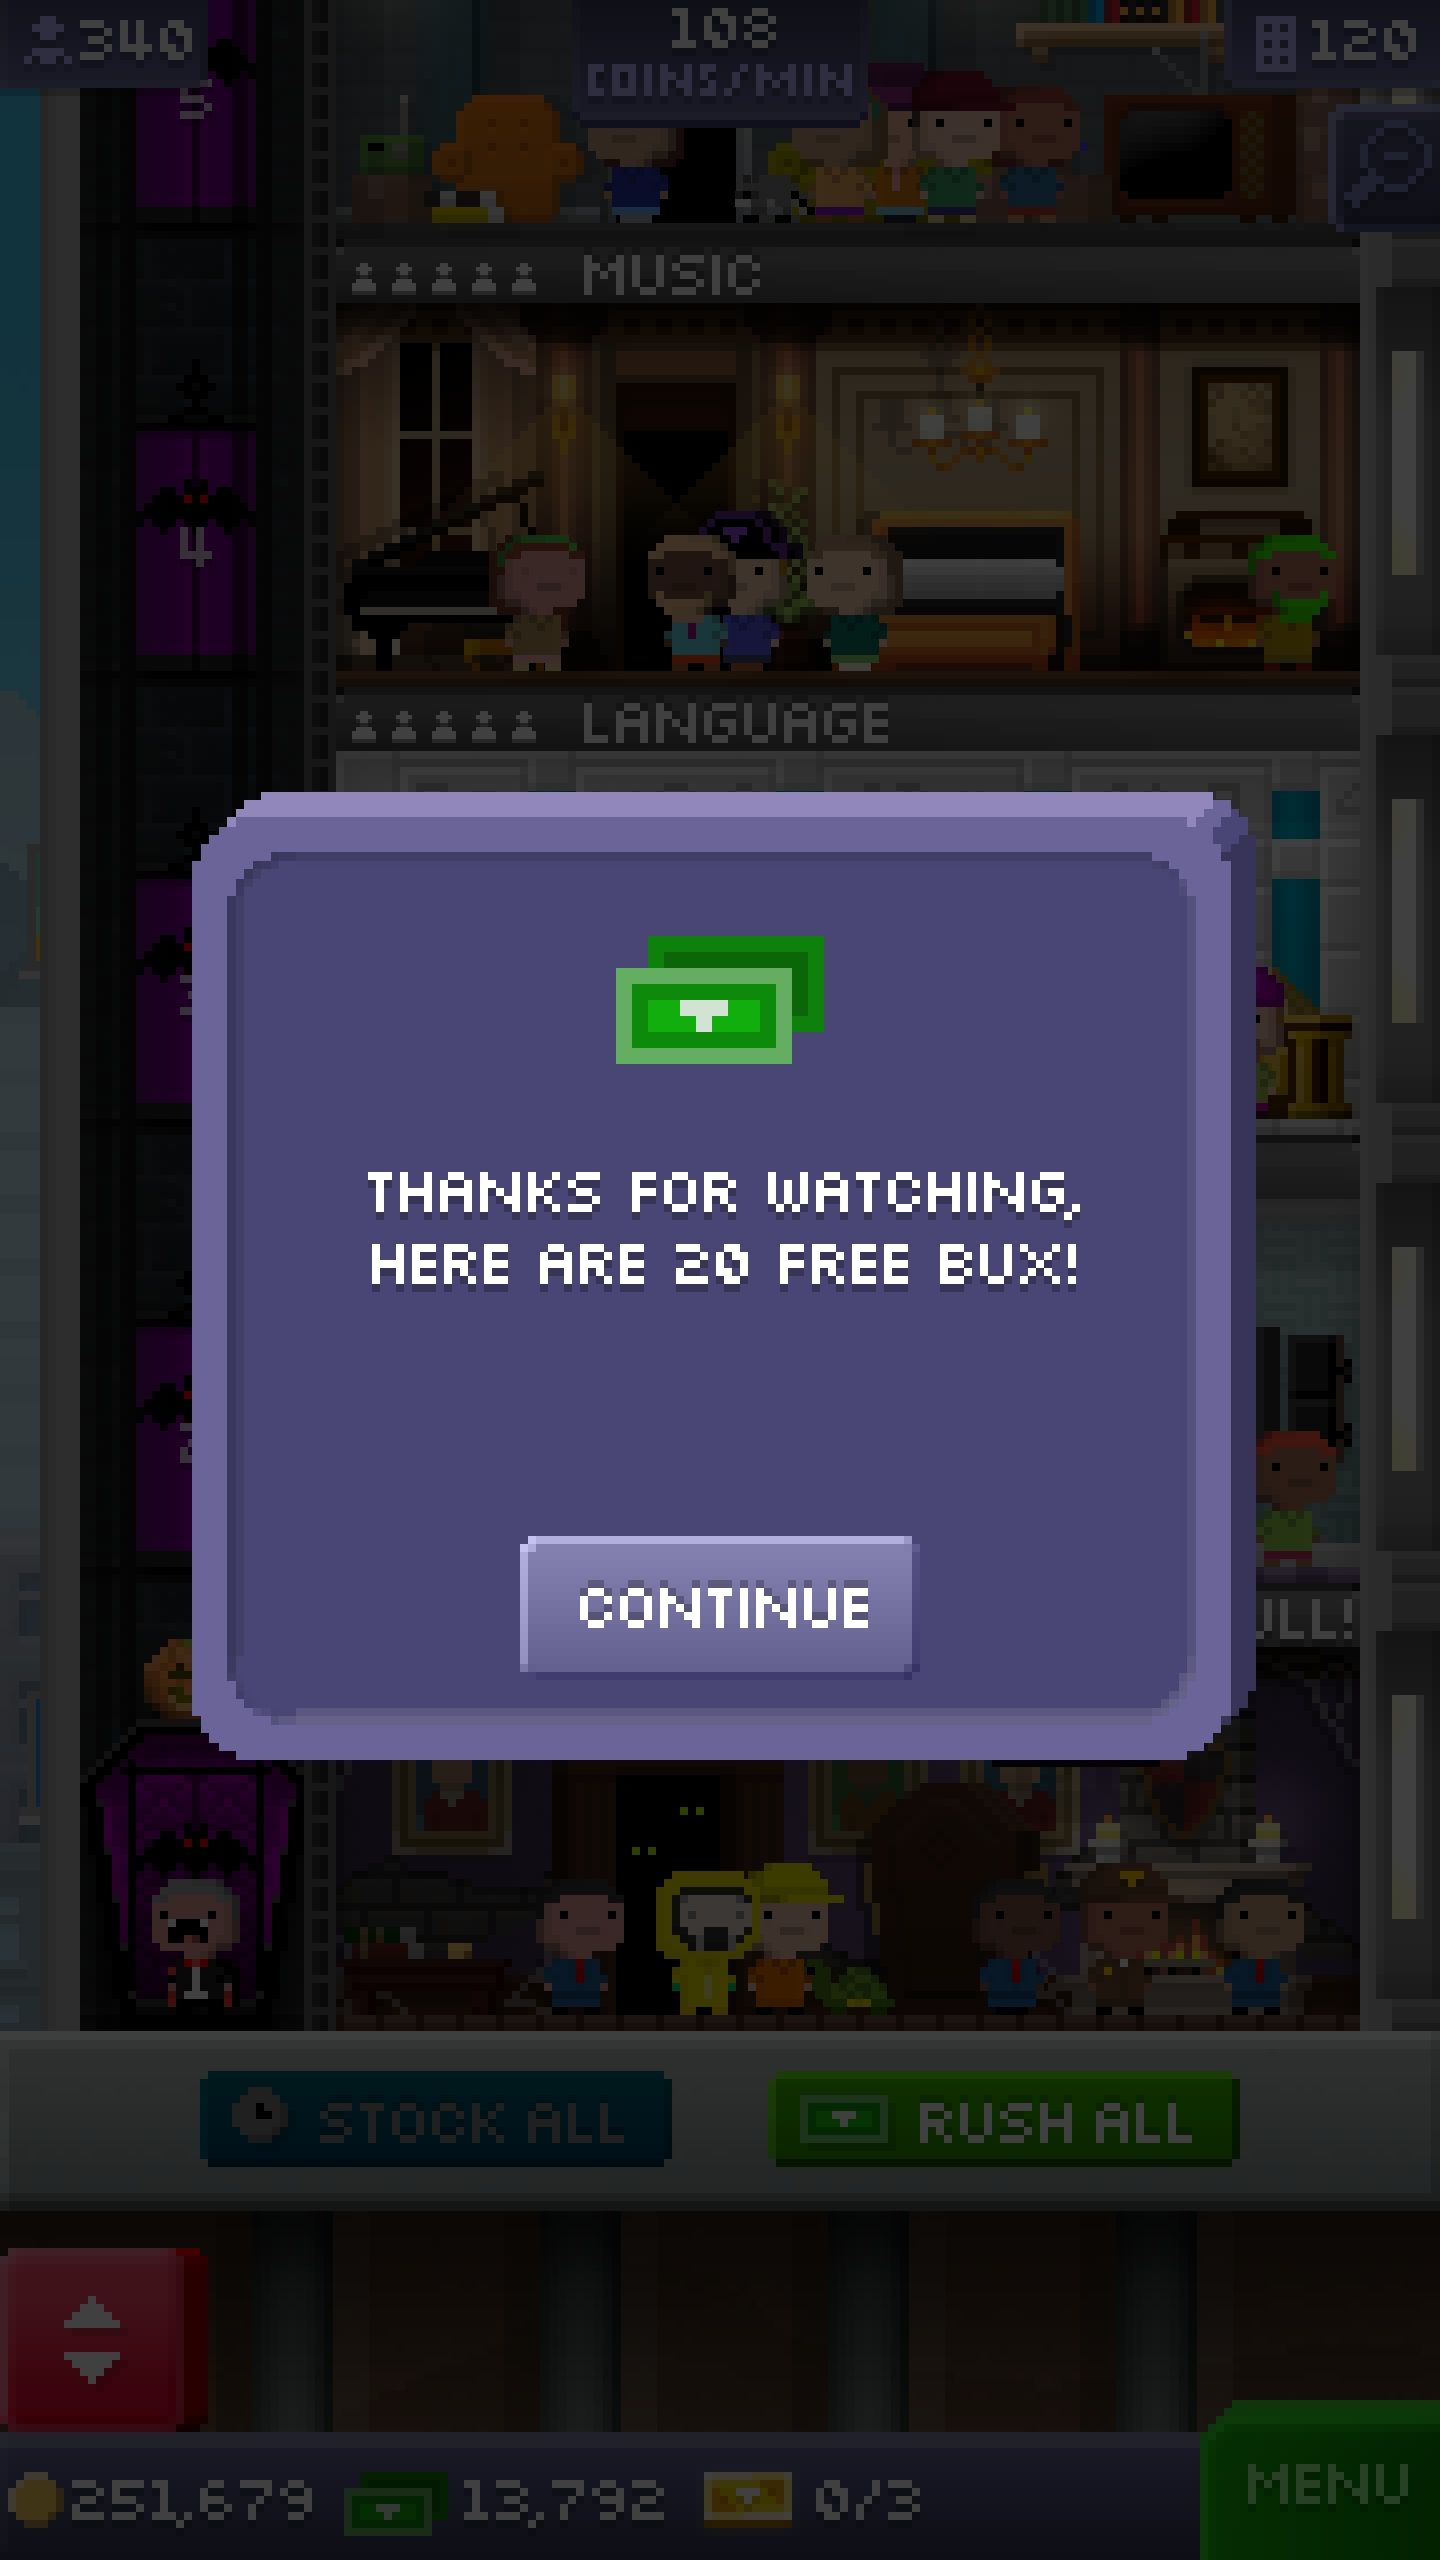 340
108
COINS/MIN
120
5
MUSIC
4
LANGUAGE
THANKS FOR WATCHING,
HERE ARE 20 FREE BUX!
CONTINUE
1
STOCK ALL
RUSH ALL
251,679
13,792
0/3
MENU